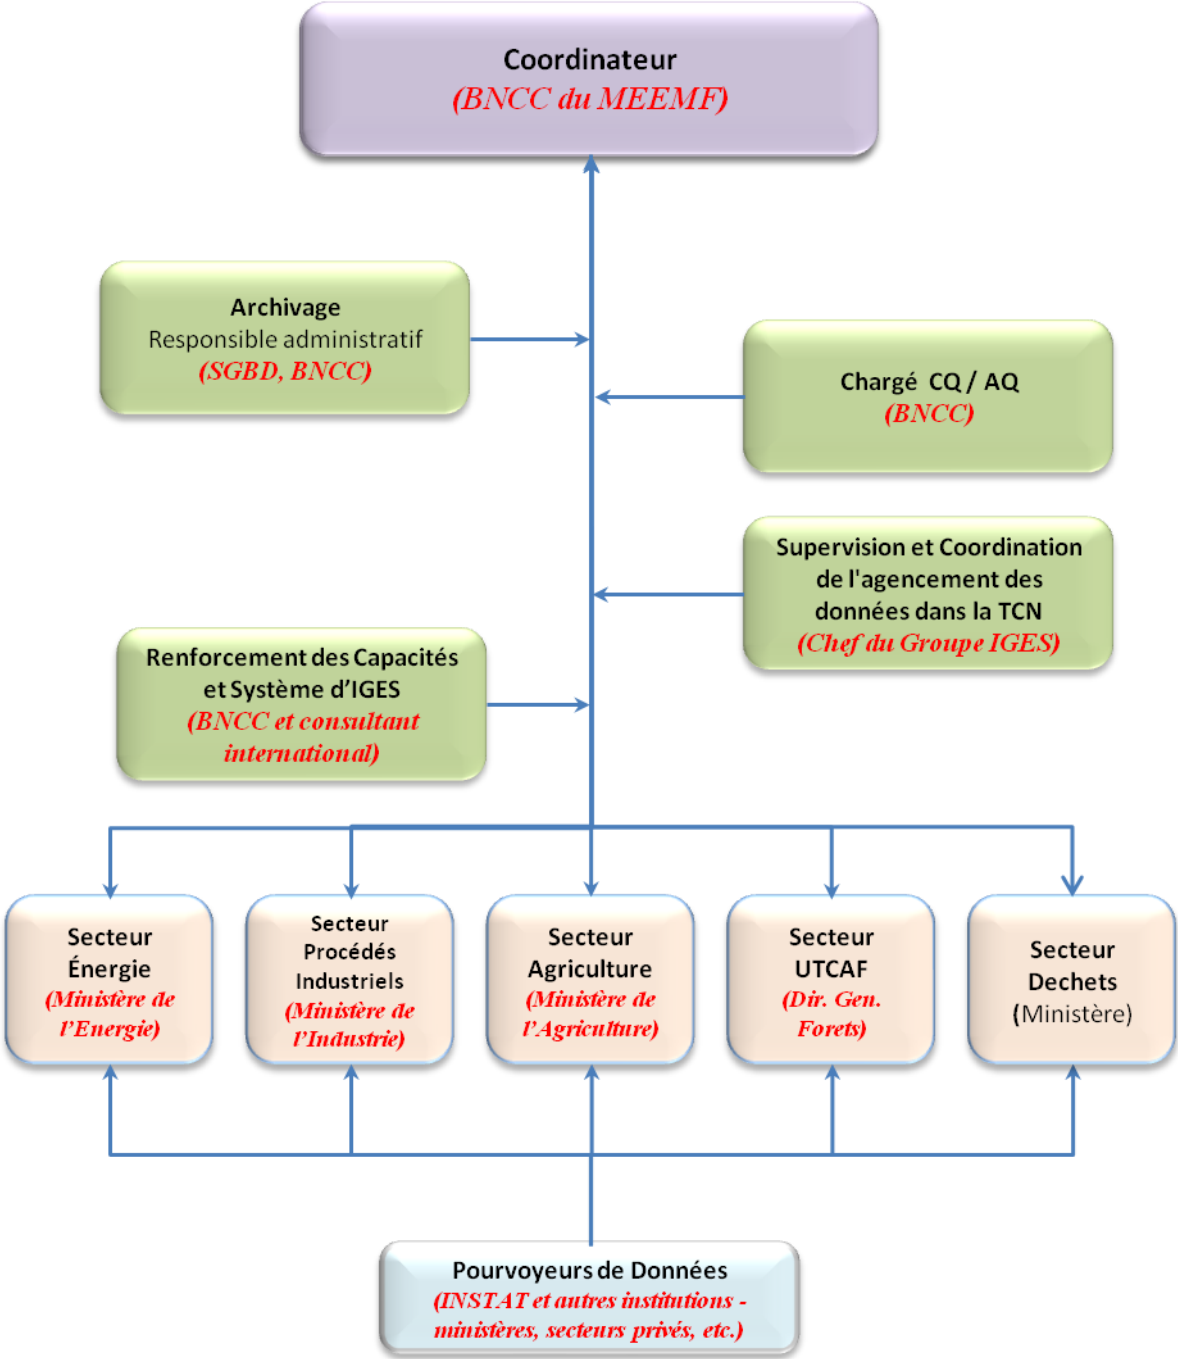 Coordinateur
(BNCC du MEEMF)
Archivage
Responsible administratif
(SGBD, BNCC)
Chargé CQ / AQ
(BNCC)
Supervision et Coordination
de l'agencement des
données dans la TCN
(Chef du Groupe IGES)
Renforcement des Capacités
et Système d’IGES
(BNCC et consultant
international)
Secteur
Énergie
(Ministère de
l’Energie)
Secteur
Procédés
Industriels
(Ministère de
l’Industrie)
Secteur
Agriculture
(Ministère de
l’Agriculture)
Secteur
UTCAF
(Dir. Gen.
Forets)
Secteur
Dechets
(Ministère)
Pourvoyeurs de Données
(INSTAT et autres institutions -
ministères, secteurs privés, etc.)